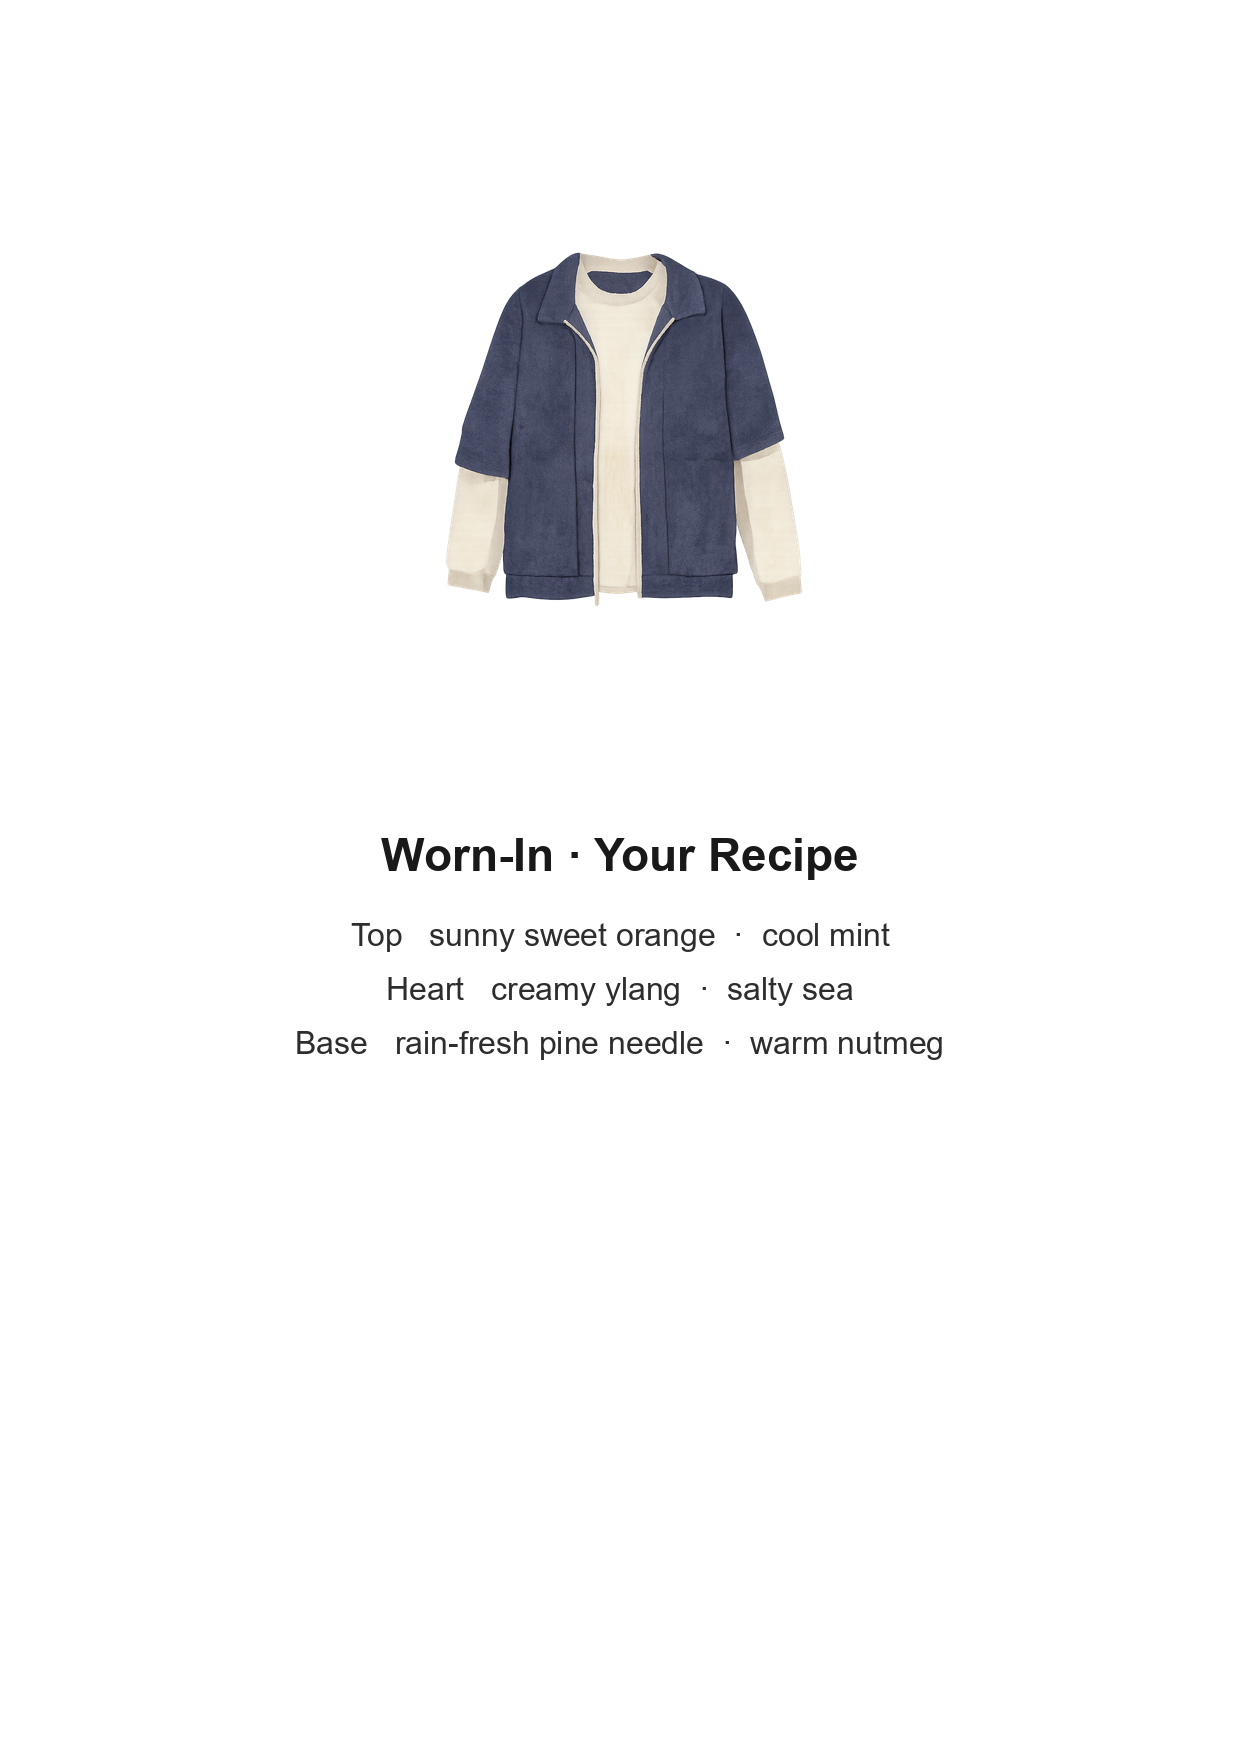 Worn-In · Your Recipe
Top sunny sweet orange · cool mint
Heart creamy ylang · salty sea
Base rain-fresh pine needle · warm nutmeg